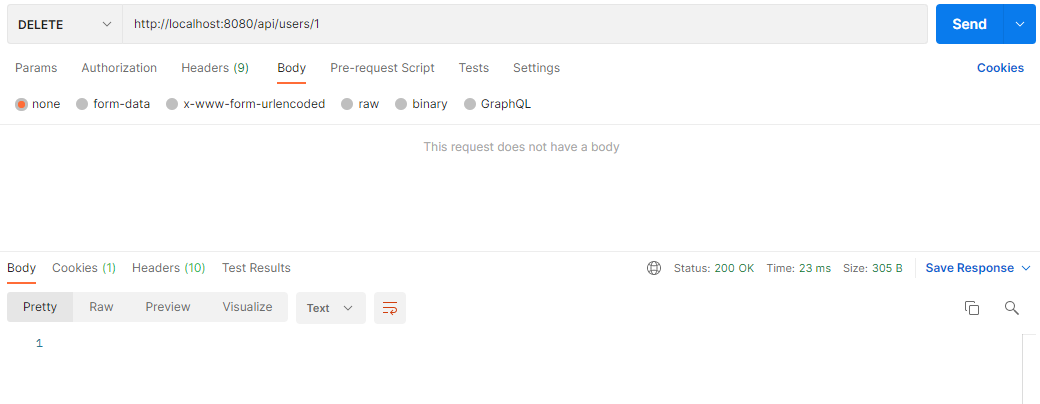 DELETE http://localhost:8080/api/users/1 Send
Params Authorization Headers (9) Body Pre-request Script Tests Settings Cookies
none form-data x-www-form-urlencoded raw binary GraphQL
This request does not have a body
Body Cookies (1) Headers (10) Test Results Status: 200 OK Time: 23 ms Size: 305 B Save Response
Pretty Raw Preview Visualize Text
1